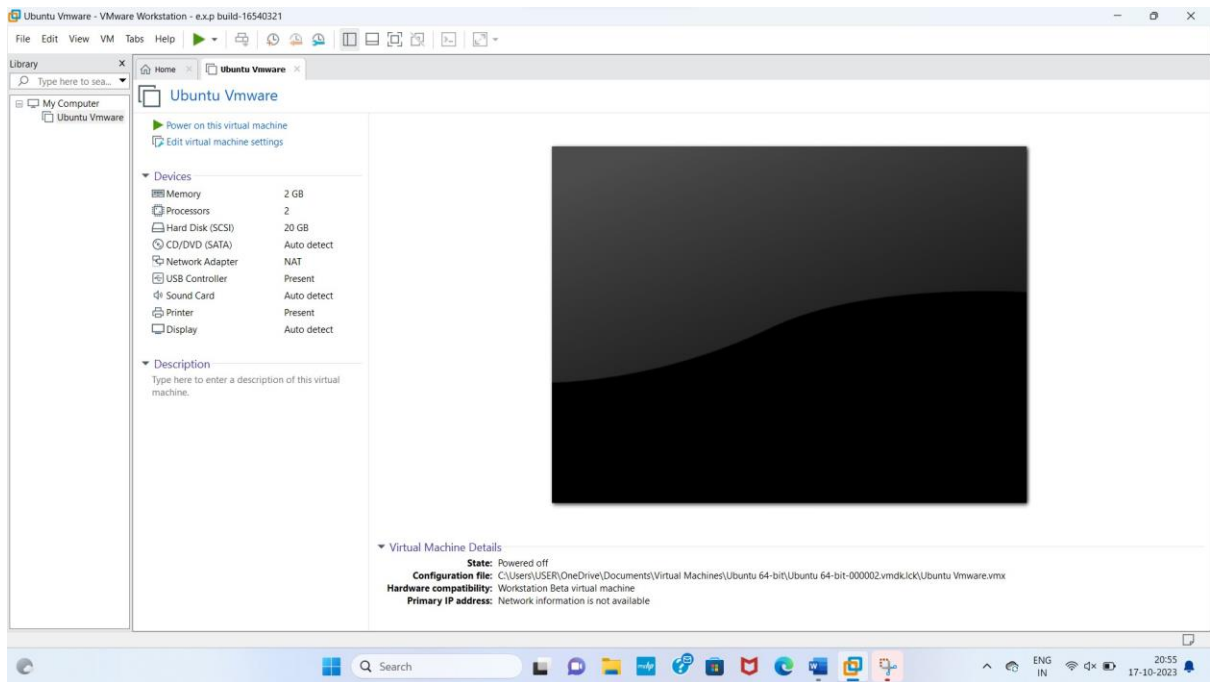 Ubuntu Vmware - VMware Workstation - e.x.p build-16540321
File Edit View VM Tabs Help
Library X
Type here to sea...
My Computer
Ubuntu Vmware
Home
Ubuntu Vmware
Ubuntu Vmware
Power on this virtual machine
Edit virtual machine settings
Devices
Memory 2 GB
Processors 2
Hard Disk (SCSI) 20 GB
CD/DVD (SATA) Auto detect
Network Adapter NAT
USB Controller Present
Sound Card Auto detect
Printer Present
Display Auto detect
Description
Type here to enter a description of this virtual
machine.
Virtual Machine Details
State: Powered off
Configuration file: C:\Users\USER\OneDrive\Documents\Virtual Machines\Ubuntu 64-bit\Ubuntu 64-bit-000002.vmdk.lck\Ubuntu Vmware.vmx
Hardware compatibility: Workstation Beta virtual machine
Primary IP address: Network information is not available
Search
ENG
IN
20:55
17-10-2023